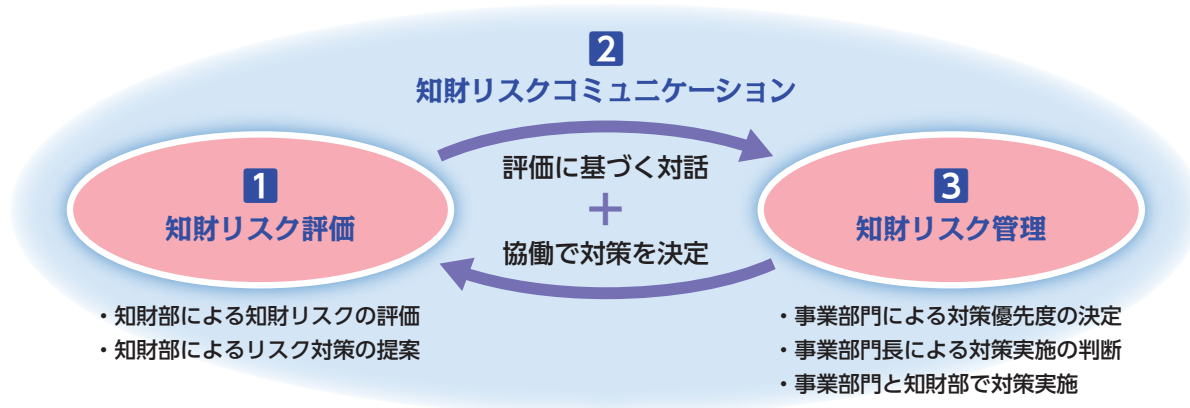 2
知財リスクコミュニケーション
1
知財リスク評価
評価に基づく対話
+
協働で対策を決定
3
知財リスク管理
・知財部による知財リスクの評価
・知財部によるリスク対策の提案
・事業部門による対策優先度の決定
・事業部門長による対策実施の判断
・事業部門と知財部で対策実施